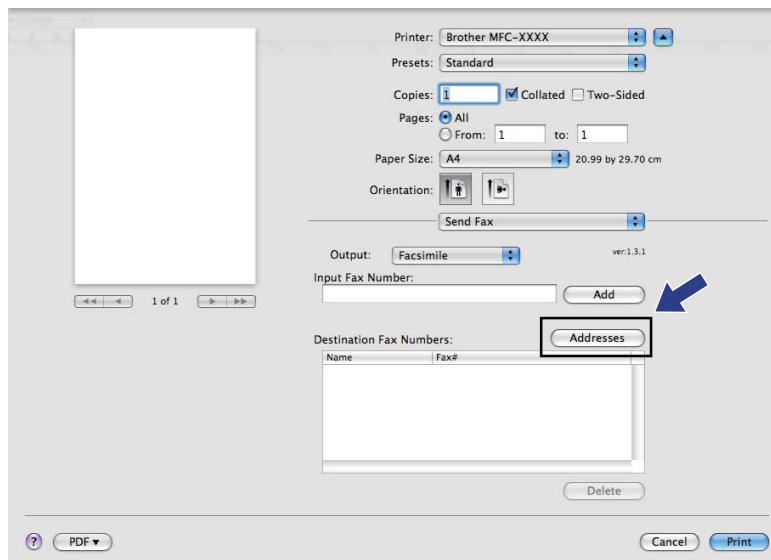 Printer: Brother MFC-XXXX
Presets: Standard
Copies: 1 Collated Two-Sided
Pages: All
From: 1 to: 1
Paper Size: A4 20.99 by 29.70 cm
Orientation:
Send Fax
Output: Facsimile ver:1.3.1
Input Fax Number:
Add
1 of 1
Destination Fax Numbers: Addresses
Name Fax#
Delete
? PDF▼ Cancel Print